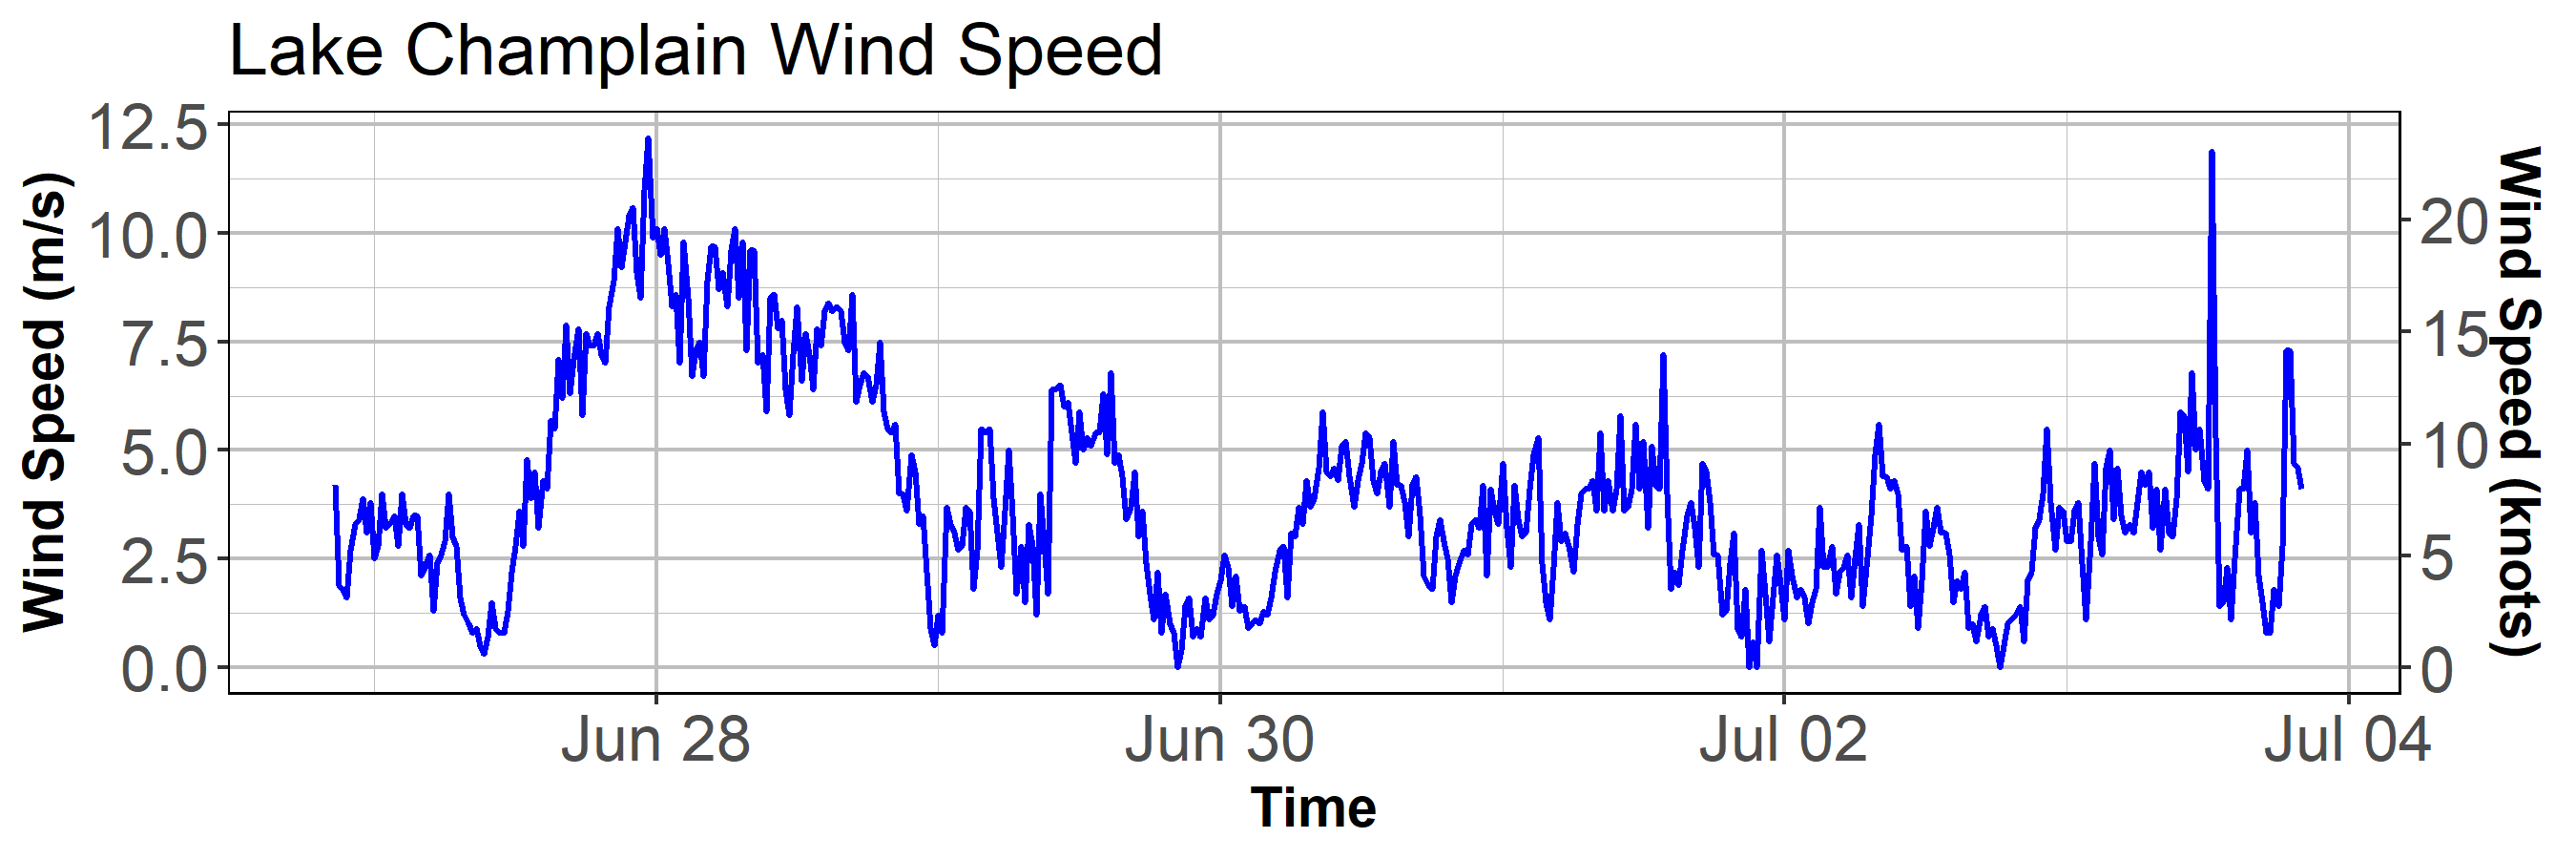 Lake Champlain Wind Speed
12.5
10.0
7.5
5.0
2.5
0.0
Wind Speed (m/s)
20
15
10
5
0
Wind Speed (knots)
Jun 28
Jun 30
Jul 02
Jul 04
Time